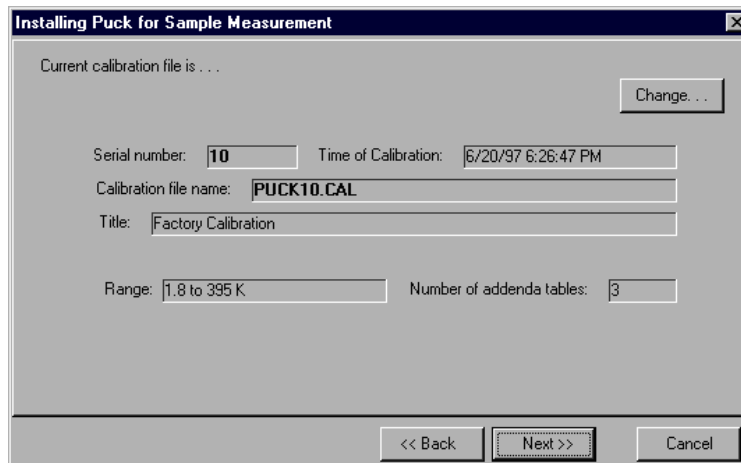 Installing Puck for Sample Measurement
Current calibration file is . . .
Change. . .
Serial number: 10 Time of Calibration: 6/20/97 6:26:47 PM
Calibration file name: PUCK10.CAL
Title: Factory Calibration
Range: 1.8 to 395 K Number of addenda tables: 3
<< Back Next >> Cancel